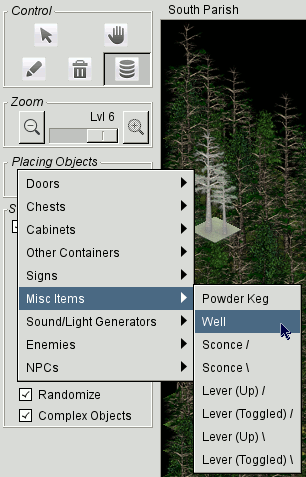 Control
South Parish
Zoom
Lvl 6
Placing Objects
Doors
Chests
Cabinets
Other Containers
Signs
Misc Items
Sound/Light Generators
Enemies
NPCs
Powder Keg
Well
Sconce /
Sconce \
Lever (Up) /
Lever (Toggled) /
Lever (Up) \
Lever (Toggled) \
Randomize
Complex Objects